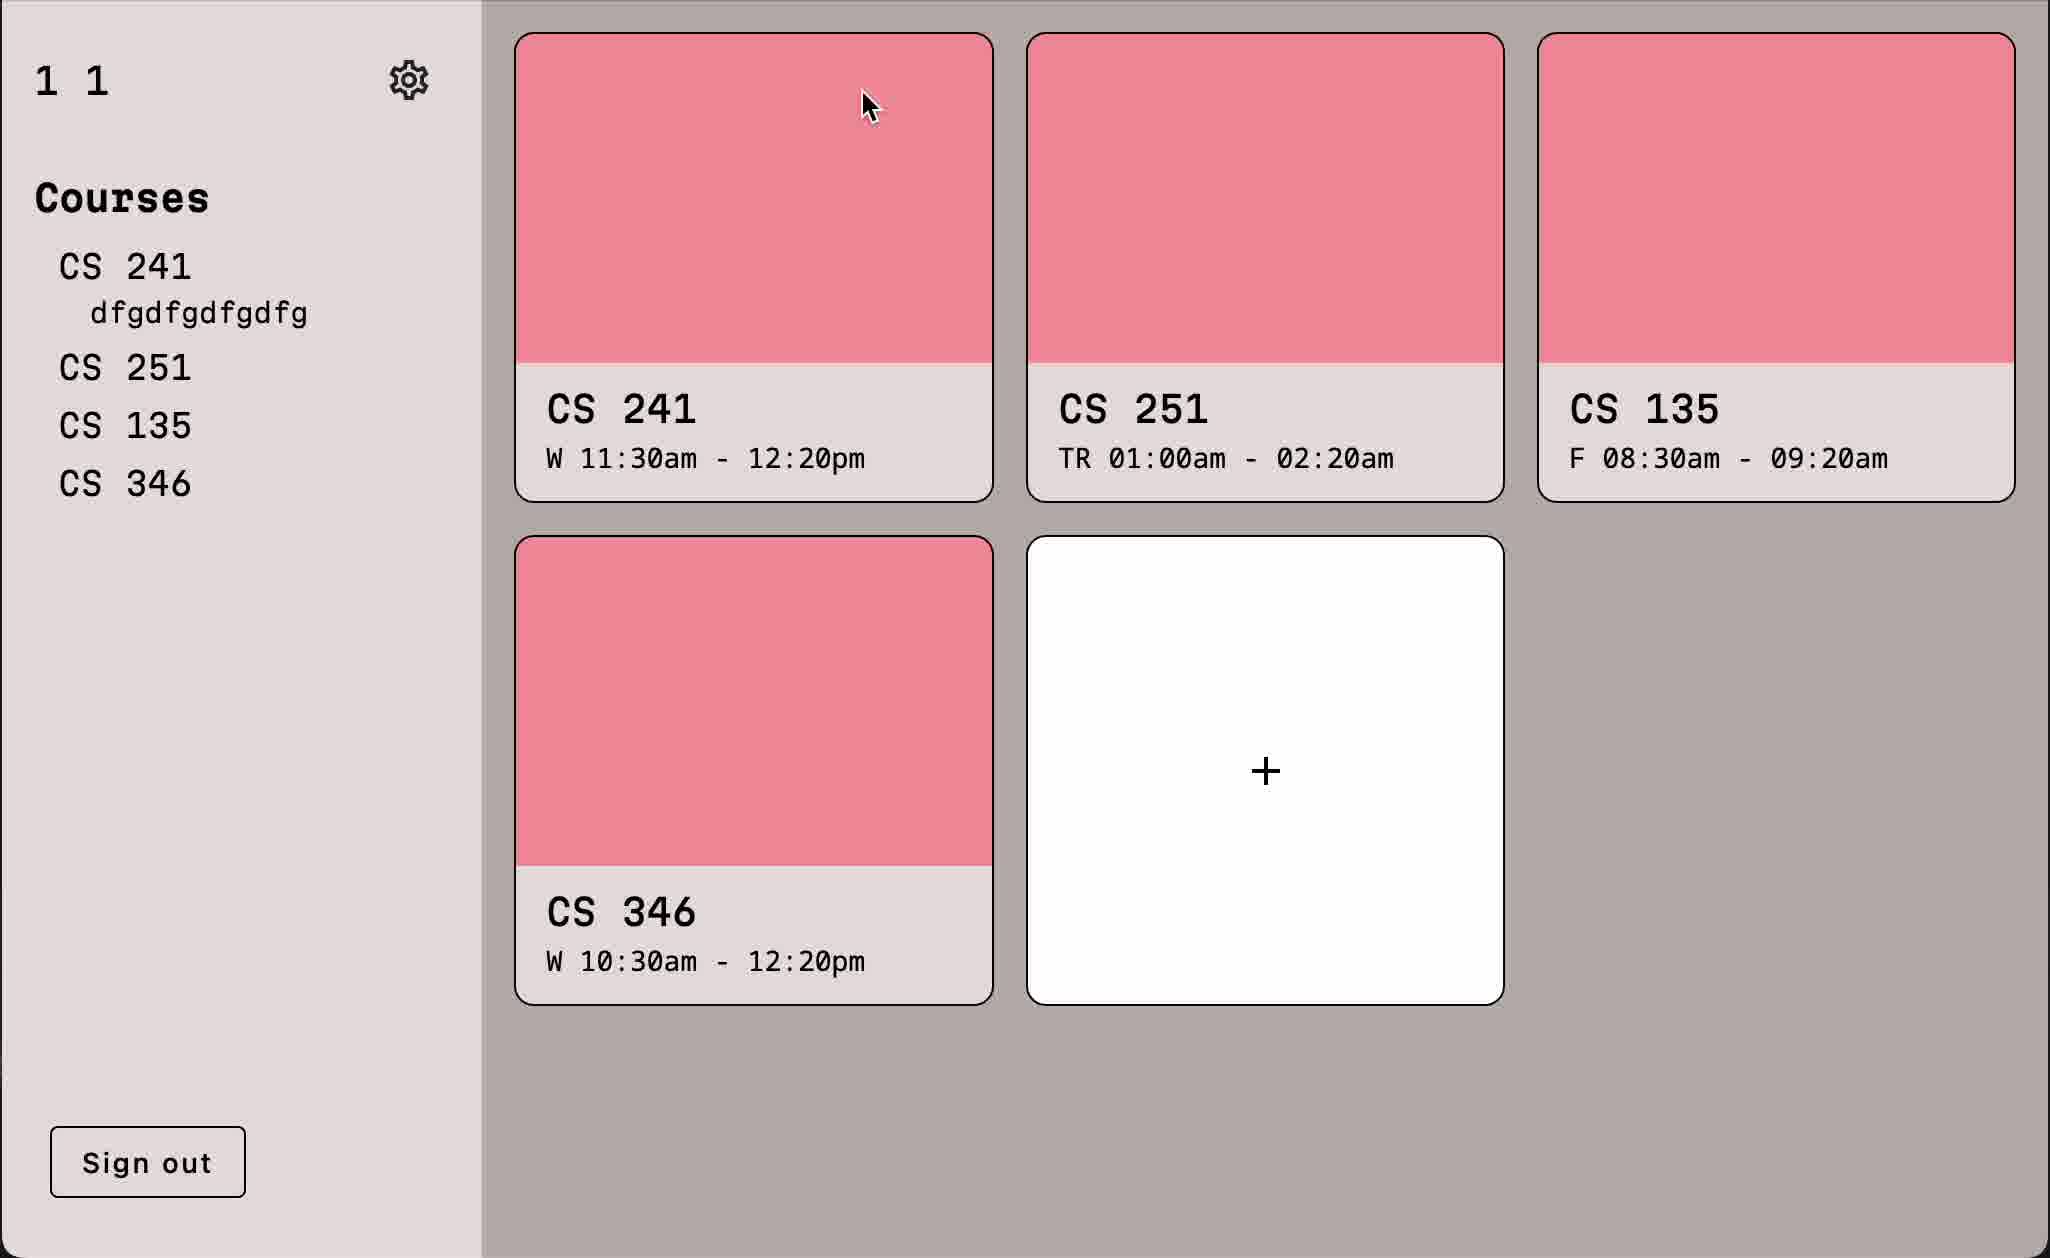 1 1
Courses
CS 241
dfgdfgdfgdfg
CS 251
CS 135
CS 346
Sign out
CS 241
W 11:30am - 12:20pm
CS 251
TR 01:00am - 02:20am
CS 135
F 08:30am - 09:20am
CS 346
W 10:30am - 12:20pm
+